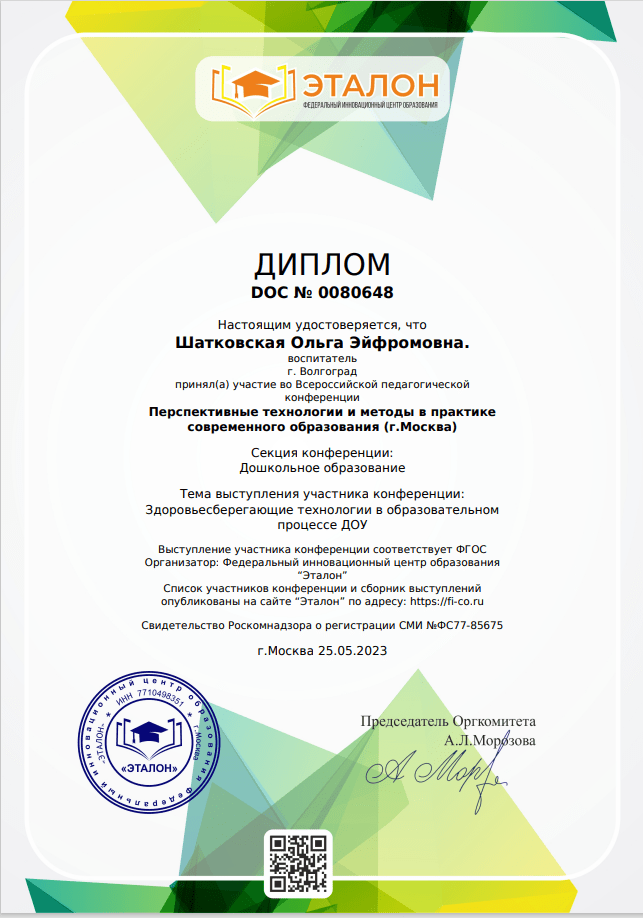 ЭТАЛОН
ФЕДЕРАЛЬНЫЙ ИННОВАЦИОННЫЙ ЦЕНТР ОБРАЗОВАНИЯ
ДИПЛОМ
DOC № 0080648
Настоящим удостоверяется, что
Шатковская Ольга Эйфромовна.
воспитатель
г. Волгоград
принял(а) участие во Всероссийской педагогической
конференции
Перспективные технологии и методы в практике
современного образования (г.Москва)
Секция конференции:
Дошкольное образование
Тема выступления участника конференции:
Здоровьесберегающие технологии в образовательном
процессе ДОУ
Выступление участника конференции соответствует ФГОС
Организатор: Федеральный инновационный центр образования
“Эталон”
Список участников конференции и сборник выступлений
опубликованы на сайте “Эталон” по адресу: https://fi-co.ru
Свидетельство Роскомнадзора о регистрации СМИ №ФС77-85675
г.Москва 25.05.2023
Председатель Оргкомитета
А.Л.Морозова
А Мор
Федеральный инновационный центр образования
«ЭТАЛОН» * ИНН 7710498351 * г. Москва
«ЭТАЛОН»